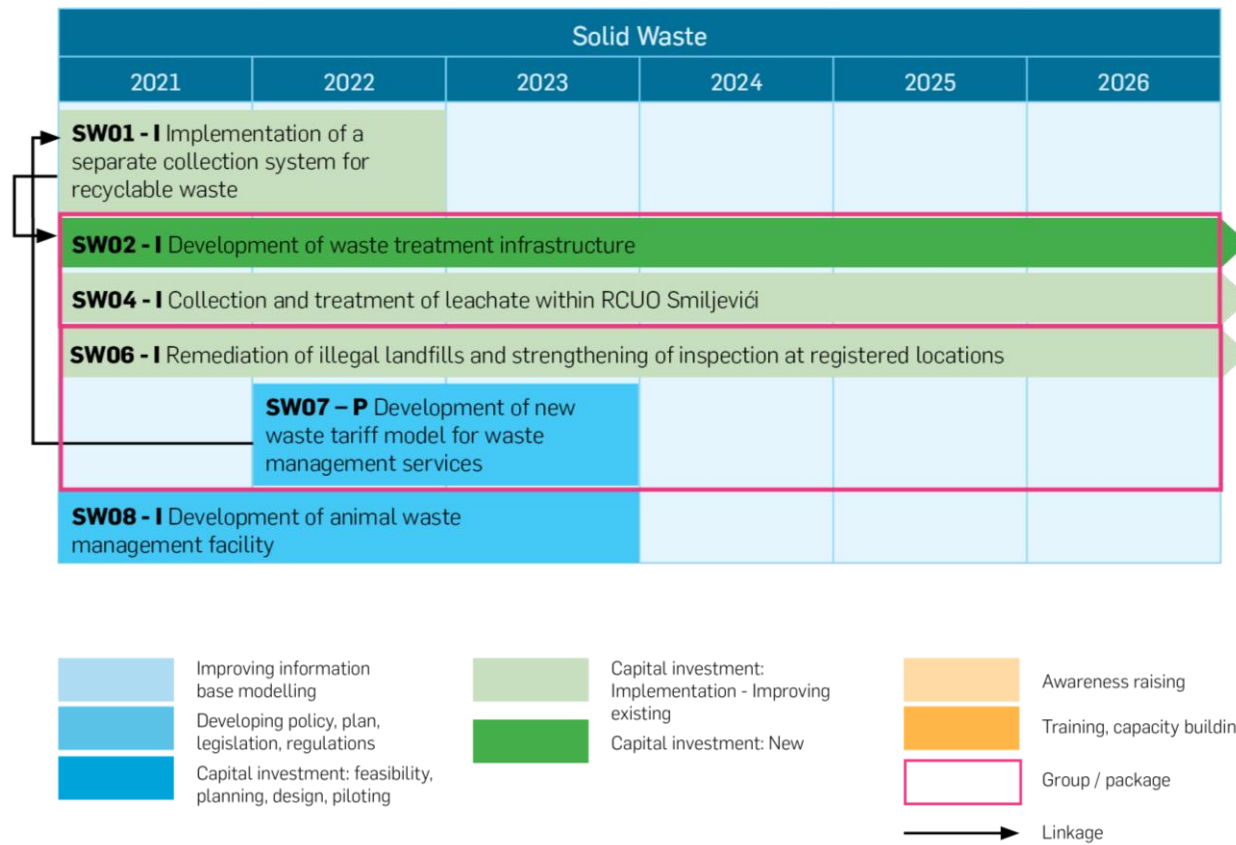 Solid Waste
2021
2022
2023
2024
2025
2026
SW01 - I Implementation of a
separate collection system for
recyclable waste
SW02 - I Development of waste treatment infrastructure
SW04 - I Collection and treatment of leachate within RCUO Smiljevići
SW06 - I Remediation of illegal landfills and strengthening of inspection at registered locations
SW07 – P Development of new
waste tariff model for waste
management services
SW08 - I Development of animal waste
management facility
Improving information
base modelling
Developing policy, plan,
legislation, regulations
Capital investment: feasibility,
planning, design, piloting
Capital investment:
Implementation - Improving
existing
Capital investment: New
Awareness raising
Training, capacity buildin
Group / package
Linkage